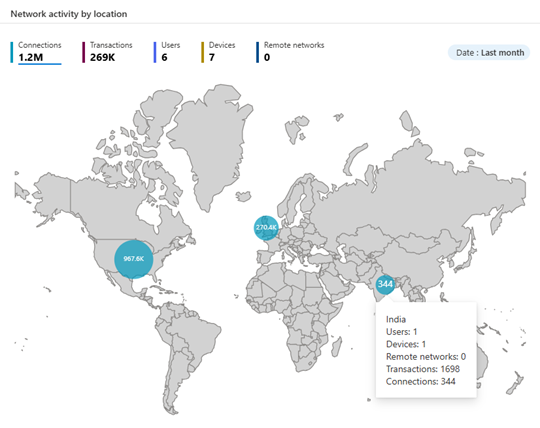 Network activity by location
Connections Transactions Users Devices Remote networks
1.2M 269K 6 7 0
Date : Last month
270.4K
967.6K
344
India
Users: 1
Devices: 1
Remote networks: 0
Transactions: 1698
Connections: 344